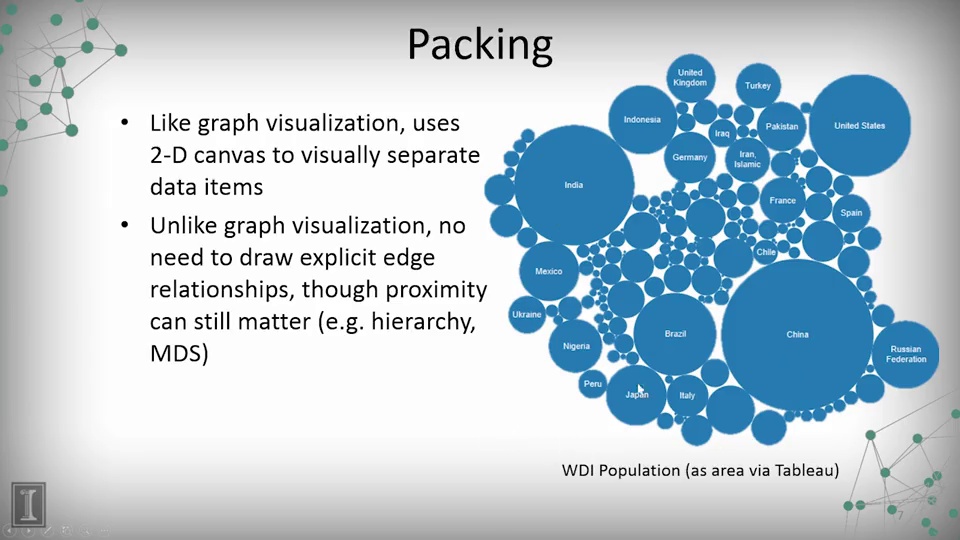 Packing
• Like graph visualization, uses
2-D canvas to visually separate
data items
• Unlike graph visualization, no
need to draw explicit edge
relationships, though proximity
can still matter (e.g. hierarchy,
MDS)
United
Kingdom
Turkey
Indonesia
Iraq
Pakistan
United States
Germany
Iran,
Islamic
India
France
Spain
Chile
Mexico
Ukraine
Brazil
China
Nigeria
Russian
Federation
Peru
Japan
Italy
WDI Population (as area via Tableau)
I
7